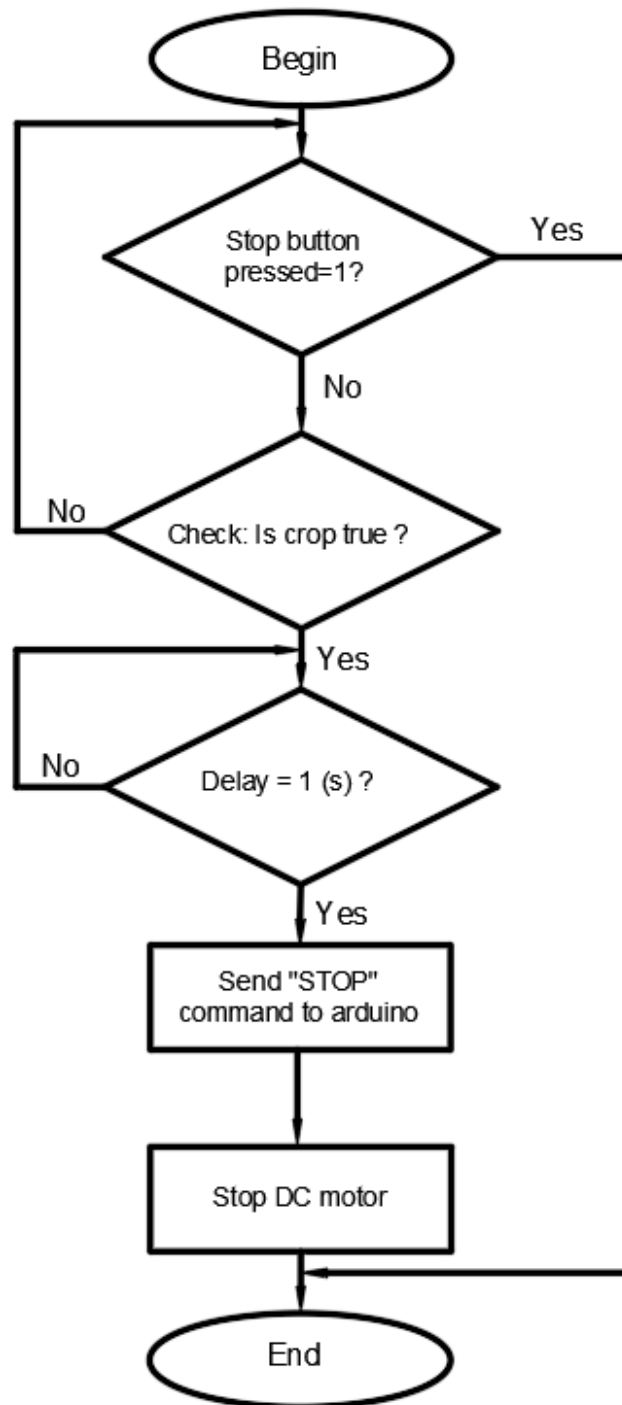 Begin
Stop button
pressed=1?
Yes
No
Check: Is crop true ?
No
Yes
Delay = 1 (s) ?
No
Yes
Send "STOP"
command to arduino
Stop DC motor
End